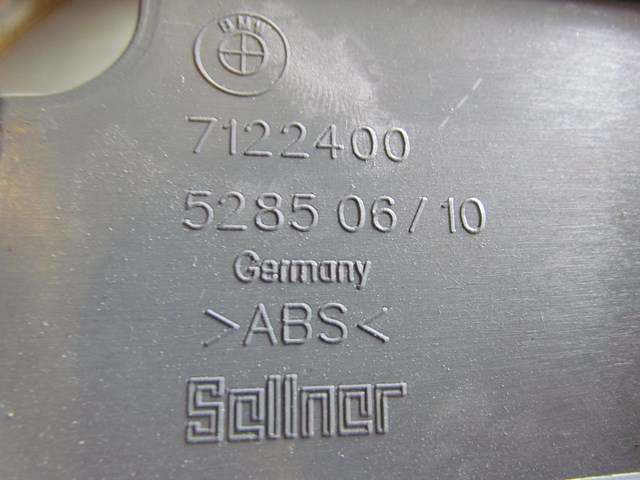 BMW
7122400
5285 06/10
Germany
>ABS<
Sellner